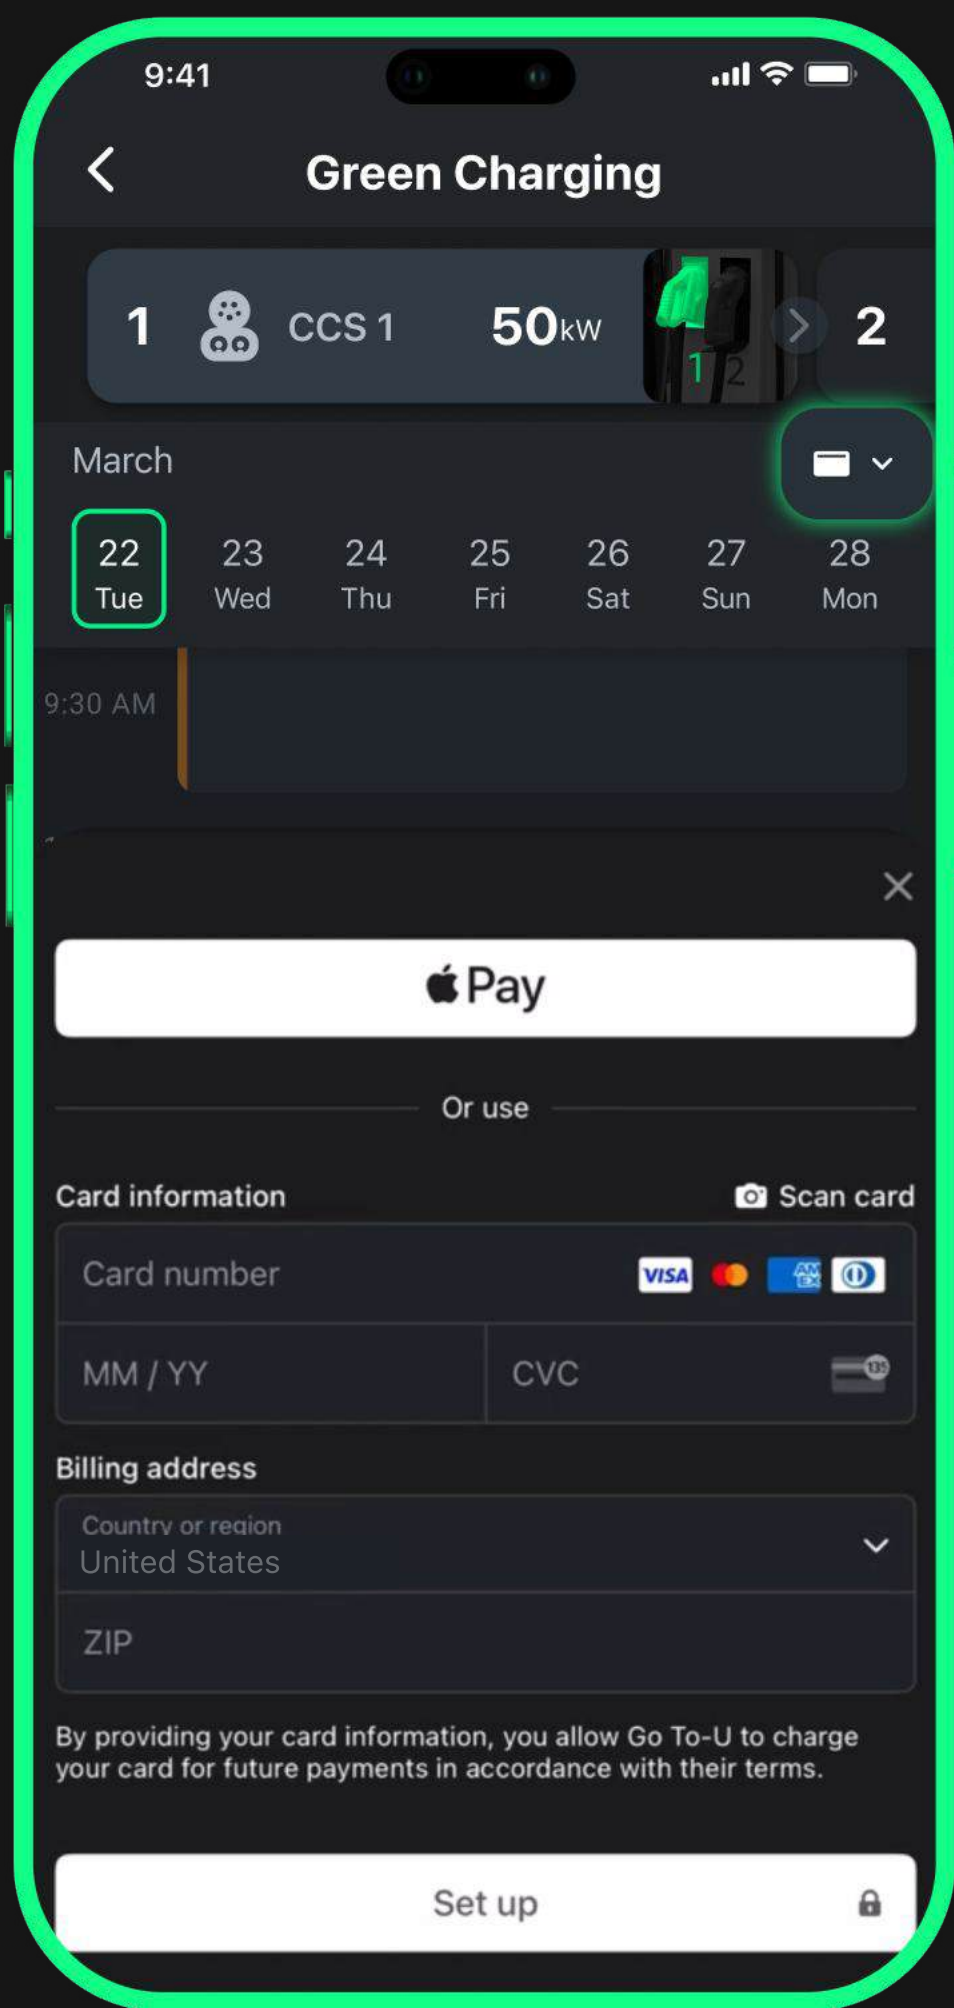 9:41
Green Charging
1 CCS 1 50kW 1 2 2
March
22 23 24 25 26 27 28
Tue Wed Thu Fri Sat Sun Mon
9:30 AM
Pay
Or use
Card information Scan card
Card number VISA AM EX
MM / YY CVC 135
Billing address
Country or region
United States
ZIP
By providing your card information, you allow Go To-U to charge
your card for future payments in accordance with their terms.
Set up